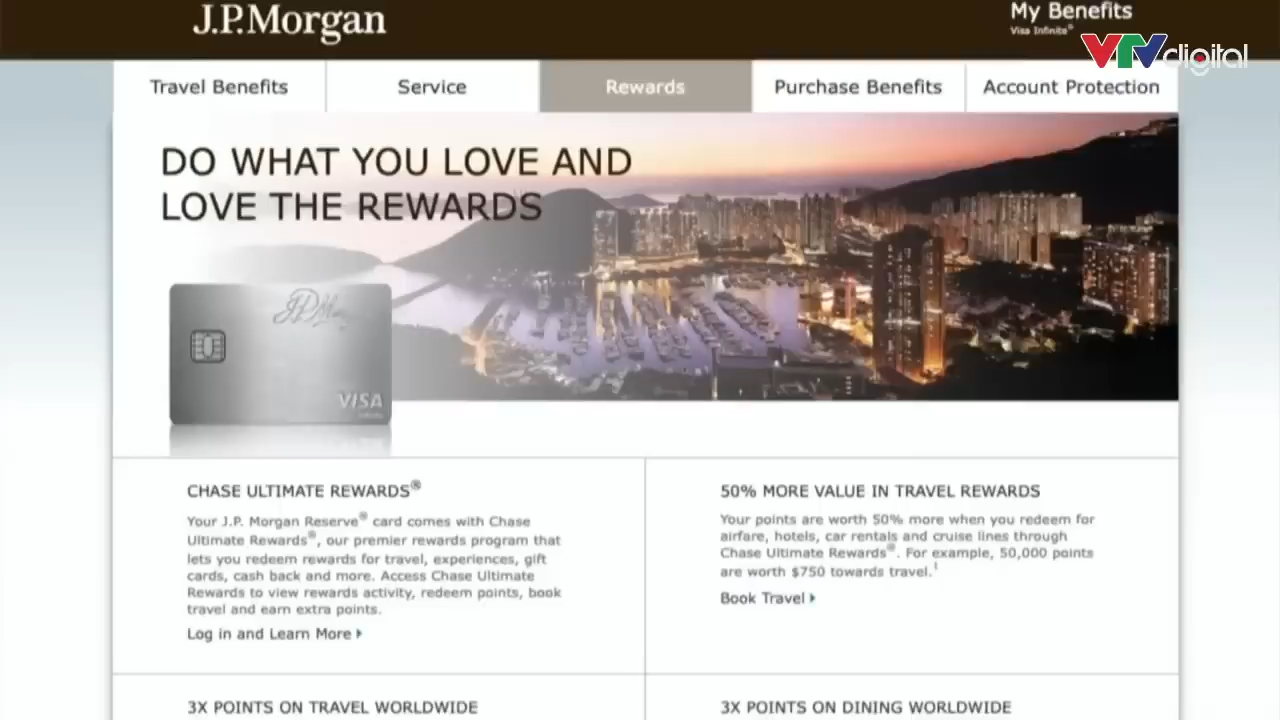 J.P.Morgan
My Benefits
Visa Infinite®
VTVdigital
Travel Benefits
Service
Rewards
Purchase Benefits
Account Protection
DO WHAT YOU LOVE AND
LOVE THE REWARDS
VISA
Infinite
CHASE ULTIMATE REWARDS®
Your J.P. Morgan Reserve® card comes with Chase
Ultimate Rewards®, our premier rewards program that
lets you redeem rewards for travel, experiences, gift
cards, cash back and more. Access Chase Ultimate
Rewards to view rewards activity, redeem points, book
travel and earn extra points.
Log in and Learn More
50% MORE VALUE IN TRAVEL REWARDS
Your points are worth 50% more when you redeem for
airfare, hotels, car rentals and cruise lines through
Chase Ultimate Rewards®. For example, 50,000 points
are worth $750 towards travel.¹
Book Travel
3X POINTS ON TRAVEL WORLDWIDE
3X POINTS ON DINING WORLDWIDE